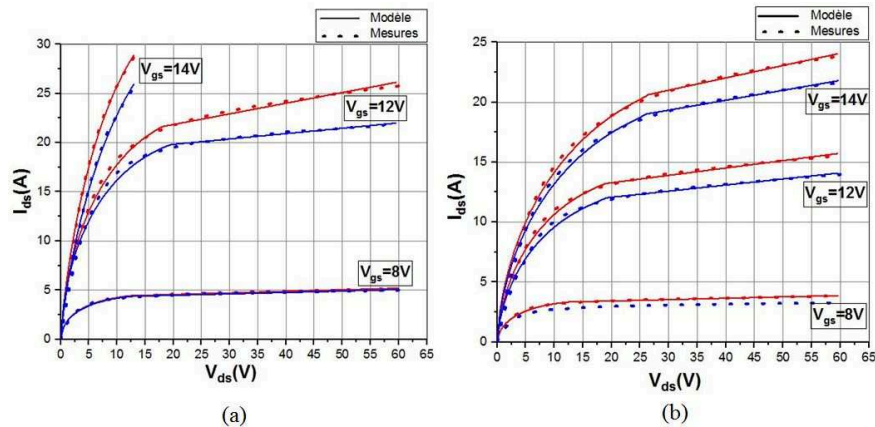 Modèle
Mesures
30
25
20
15
10
5
0
V_gs=14V
V_gs=12V
V_gs=8V
I_ds(A)
0 5 10 15 20 25 30 35 40 45 50 55 60 65
V_ds(V)
(a)
Modèle
Mesures
25
20
15
10
5
0
V_gs=14V
V_gs=12V
V_gs=8V
I_ds(A)
0 5 10 15 20 25 30 35 40 45 50 55 60 65
V_ds(V)
(b)